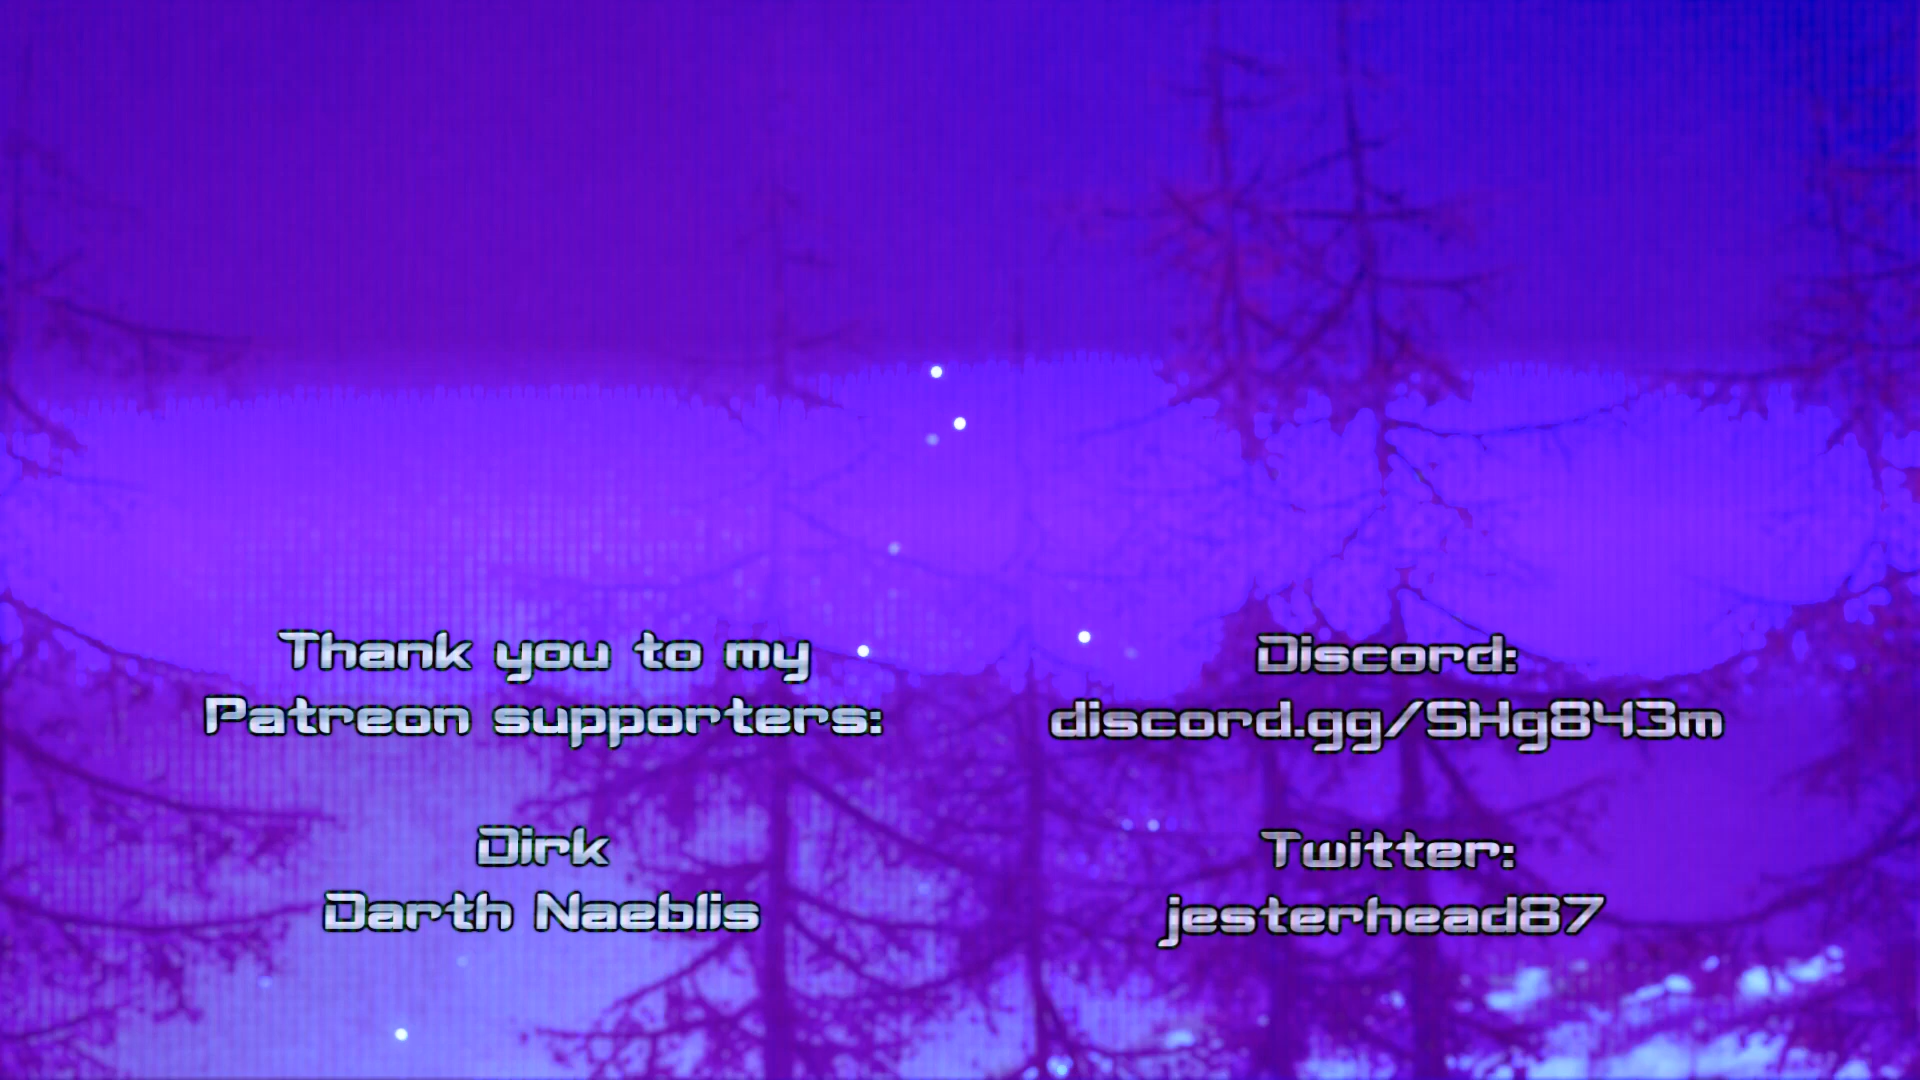 Thank you to my
Patreon supporters:
Dirk
Darth Naeblis
Discord:
discord.gg/SHg843m
Twitter:
jesterhead87